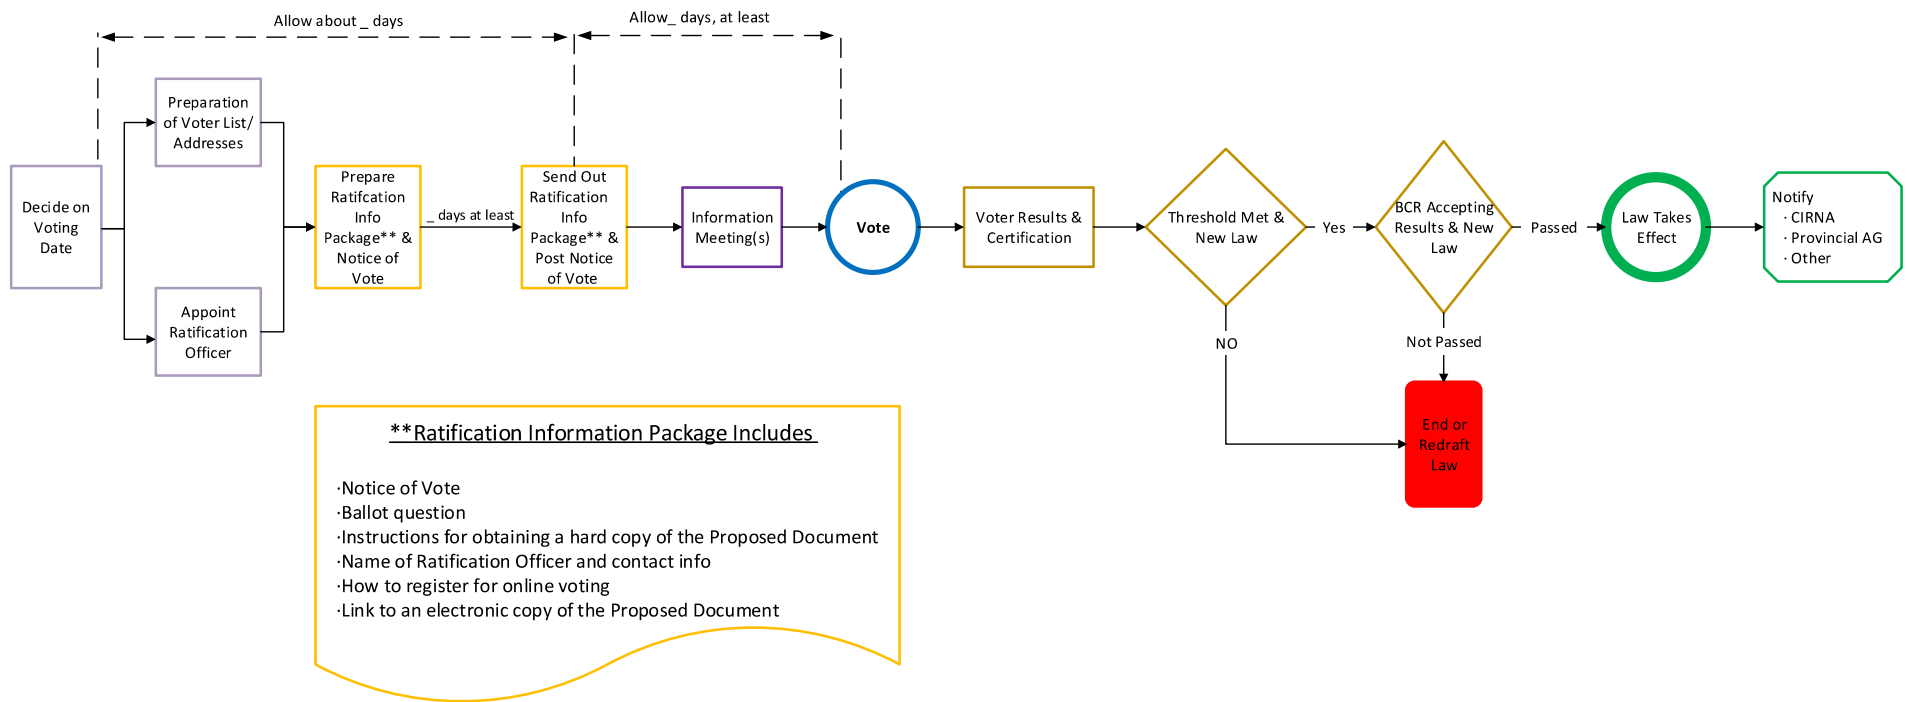 Allow about _ days
Allow_ days, at least
Preparation
of Voter List/
Addresses
Decide on
Voting
Date
Appoint
Ratification
Officer
Prepare
Ratifcation
Info
Package** &
Notice of
Vote
_ days at least
Send Out
Ratification
Info
Package** &
Post Notice
of Vote
Information
Meeting(s)
Vote
Voter Results &
Certification
Threshold Met &
New Law
Yes
BCR Accepting
Results & New
Law
Passed
Law Takes
Effect
Notify
· CIRNA
· Provincial AG
· Other
NO
Not Passed
End or
Redraft
Law
**Ratification Information Package Includes
·Notice of Vote
·Ballot question
·Instructions for obtaining a hard copy of the Proposed Document
·Name of Ratification Officer and contact info
·How to register for online voting
·Link to an electronic copy of the Proposed Document